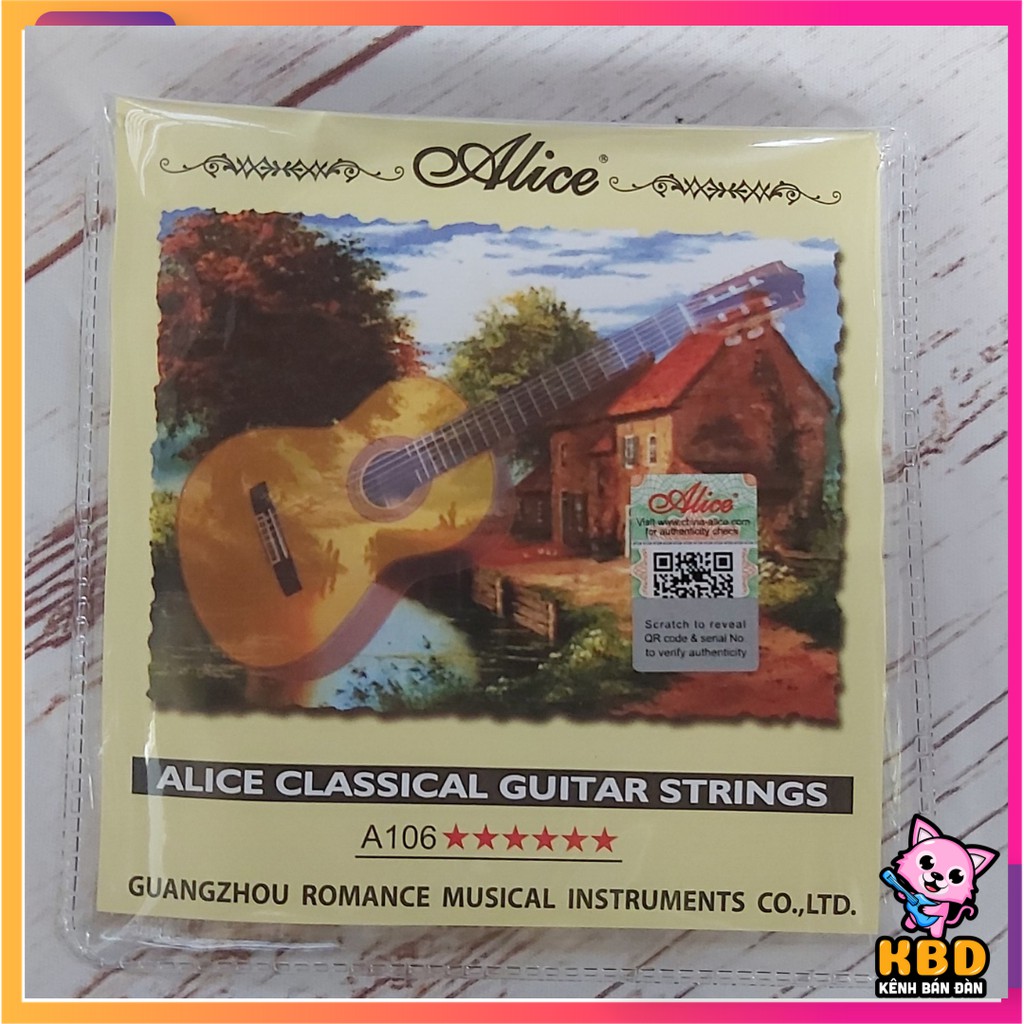 Alice®
Alice®
Visit www.china-alice.com
for authenticity check
Scratch to reveal
QR code & serial No
to verify authenticity
ALICE CLASSICAL GUITAR STRINGS
A106★★★★★★
GUANGZHOU ROMANCE MUSICAL INSTRUMENTS CO.,LTD.
KBD
KÊNH BÁN ĐÀN